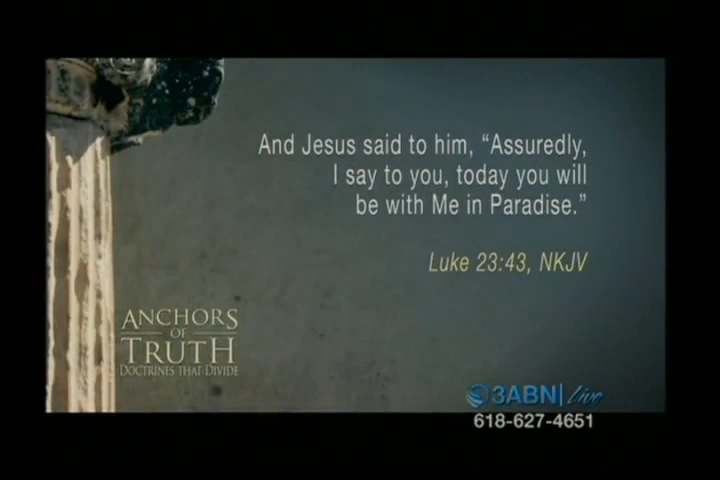 And Jesus said to him, “Assuredly,
I say to you, today you will
be with Me in Paradise.”
Luke 23:43, NKJV
ANCHORS
OF
TRUTH
DOCTRINES THAT DIVIDE
3ABN Live
618-627-4651